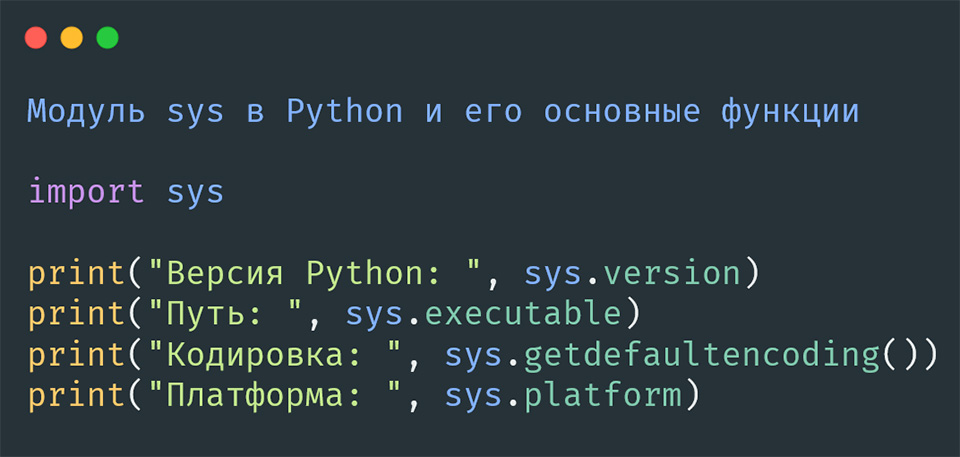 Модуль sys в Python и его основные функции
import sys
print("Версия Python: ", sys.version)
print("Путь: ", sys.executable)
print("Кодировка: ", sys.getdefaultencoding())
print("Платформа: ", sys.platform)